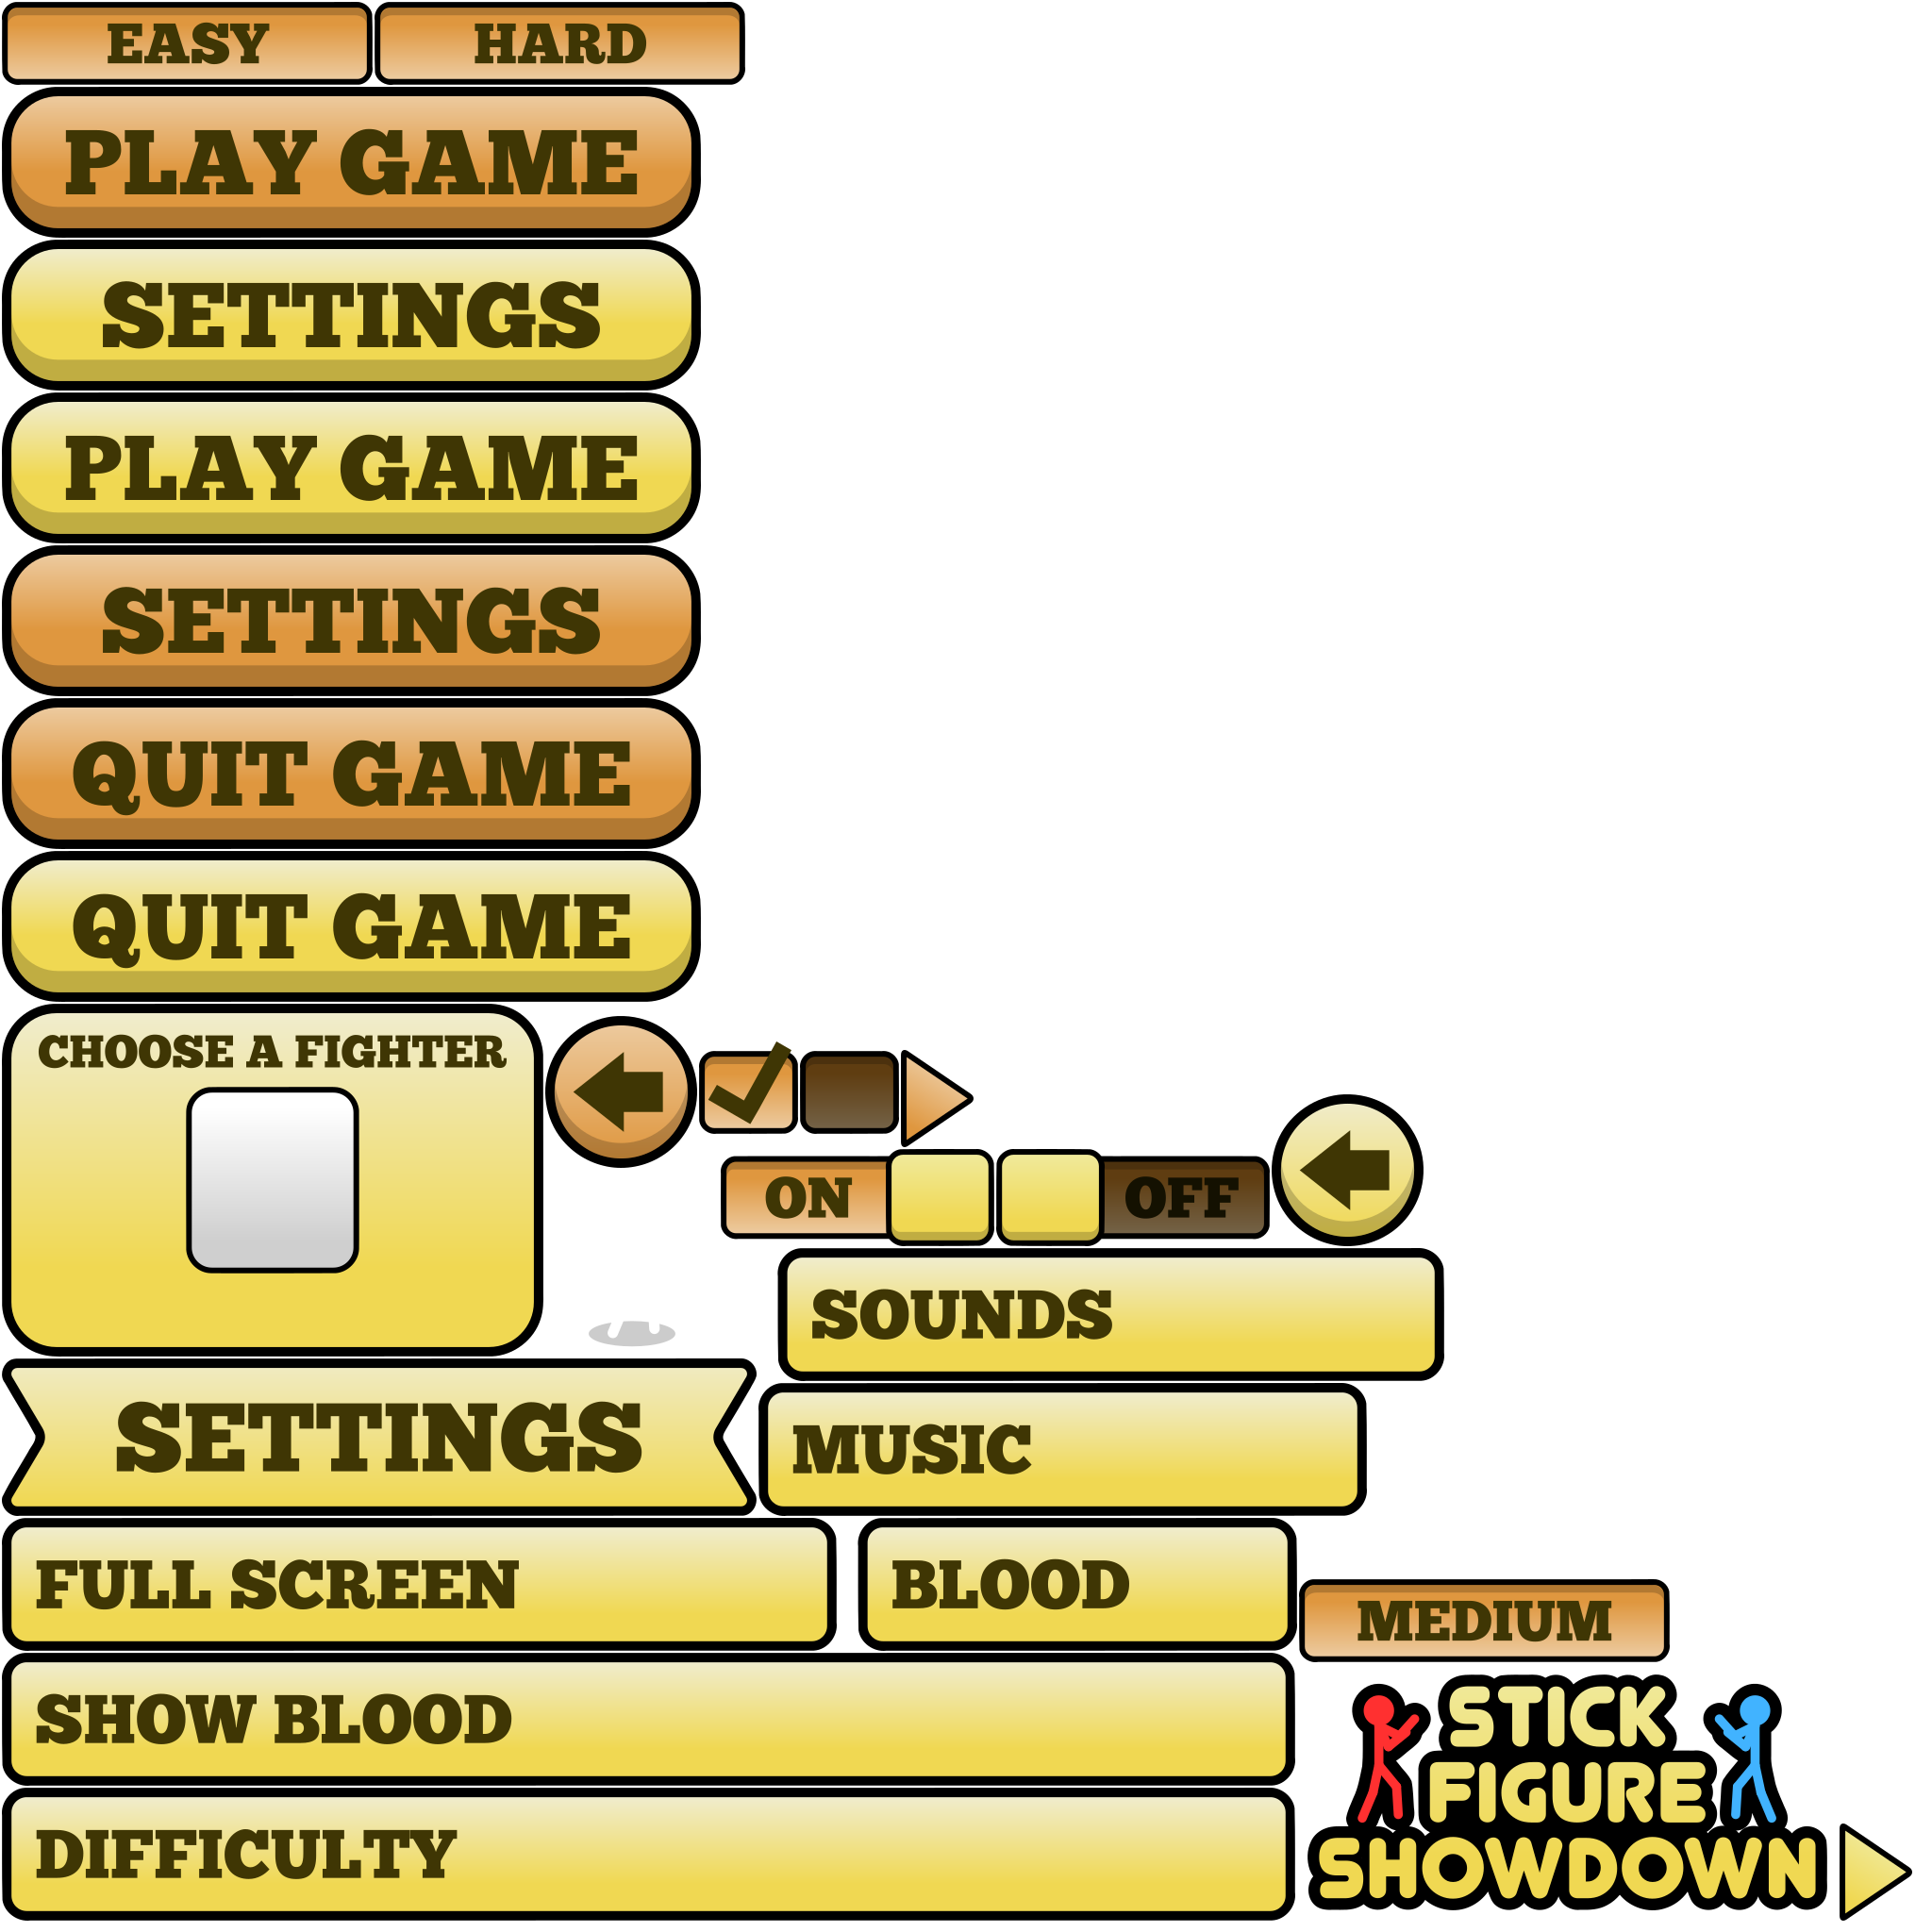 EASY
HARD
PLAY GAME
SETTINGS
PLAY GAME
SETTINGS
QUIT GAME
QUIT GAME
CHOOSE A FIGHTER
ON
OFF
SOUNDS
SETTINGS
MUSIC
FULL SCREEN
BLOOD
MEDIUM
SHOW BLOOD
STICK
FIGURE
SHOWDOWN
DIFFICULTY